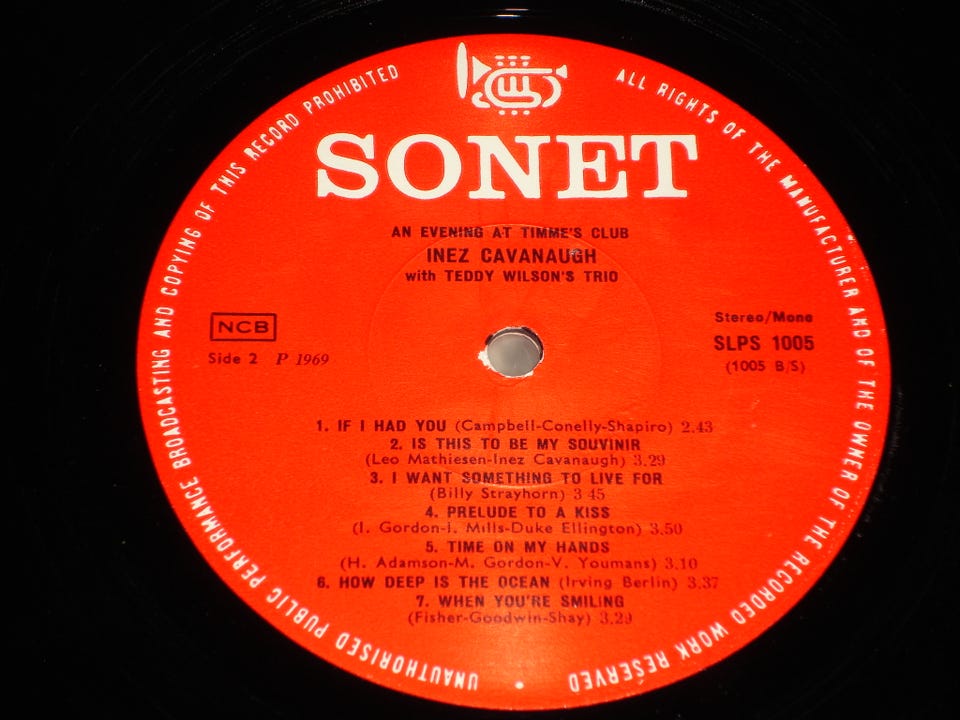 UNAUTHORISED PUBLIC PERFORMANCE BROADCASTING AND COPYING OF THIS RECORD PROHIBITED
ALL RIGHTS OF THE MANUFACTURER AND OF THE OWNER OF THE RECORDED WORK RESERVED
SONET
AN EVENING AT TIMME'S CLUB
INEZ CAVANAUGH
with TEDDY WILSON'S TRIO
NCB
Side 2 P 1969
Stereo/Mono
SLPS 1005
(1005 B/S)
1. IF I HAD YOU (Campbell-Conelly-Shapiro) 2.43
2. IS THIS TO BE MY SOUVINIR
(Leo Mathiesen-Inez Cavanaugh) 3.29
3. I WANT SOMETHING TO LIVE FOR
(Billy Strayhorn) 3 45
4. PRELUDE TO A KISS
(I. Gordon-I. Mills-Duke Ellington) 3.50
5. TIME ON MY HANDS
(H. Adamson-M. Gordon-V. Youmans) 3.10
6. HOW DEEP IS THE OCEAN (Irving Berlin) 3.37
7. WHEN YOU'RE SMILING
(Fisher-Goodwin-Shay) 3.29